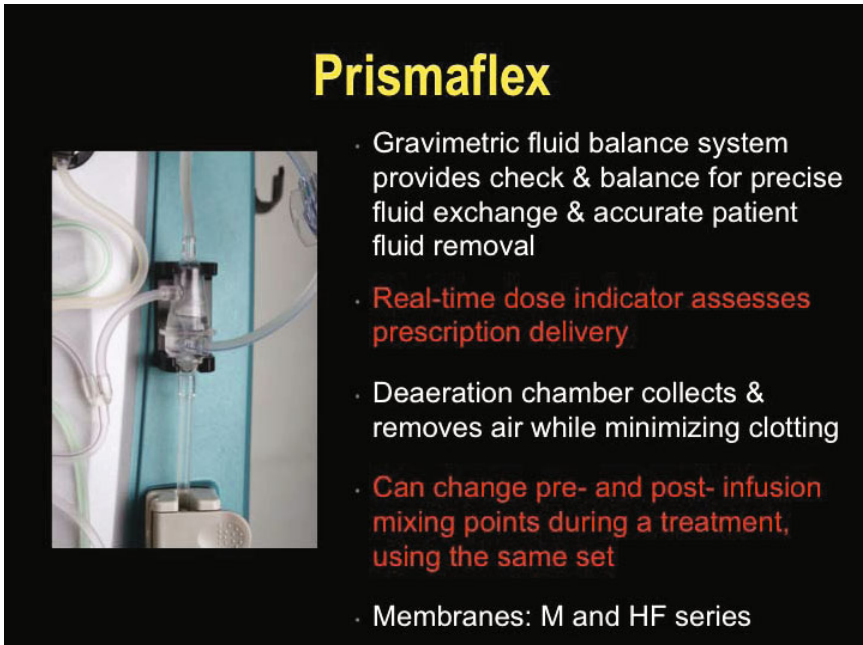 Prismaflex
· Gravimetric fluid balance system
provides check & balance for precise
fluid exchange & accurate patient
fluid removal
· Real-time dose indicator assesses
prescription delivery
· Deaeration chamber collects &
removes air while minimizing clotting
· Can change pre- and post- infusion
mixing points during a treatment,
using the same set
· Membranes: M and HF series